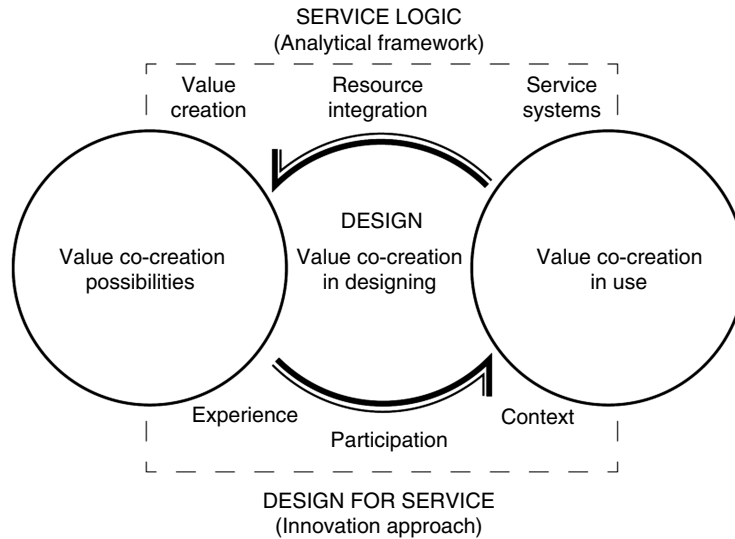 SERVICE LOGIC
(Analytical framework)
Value
creation
Resource
integration
Service
systems
Value co-creation
possibilities
DESIGN
Value co-creation
in designing
Value co-creation
in use
Experience
Participation
Context
DESIGN FOR SERVICE
(Innovation approach)